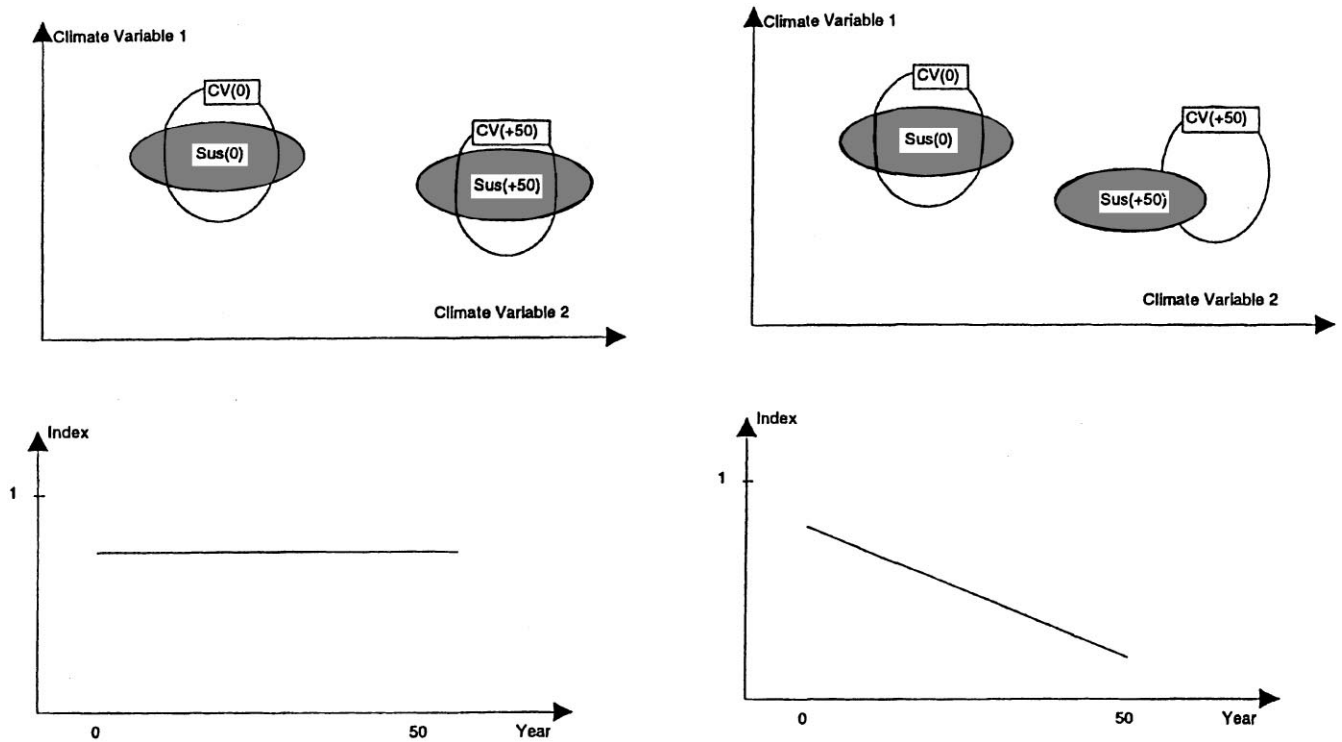 Climate Variable 1
CV(0)
Sus(0)
CV(+50)
Sus(+50)
Climate Variable 2
Climate Variable 1
CV(0)
Sus(0)
CV(+50)
Sus(+50)
Climate Variable 2
Index
1
0
50
Year
Index
1
0
50
Year